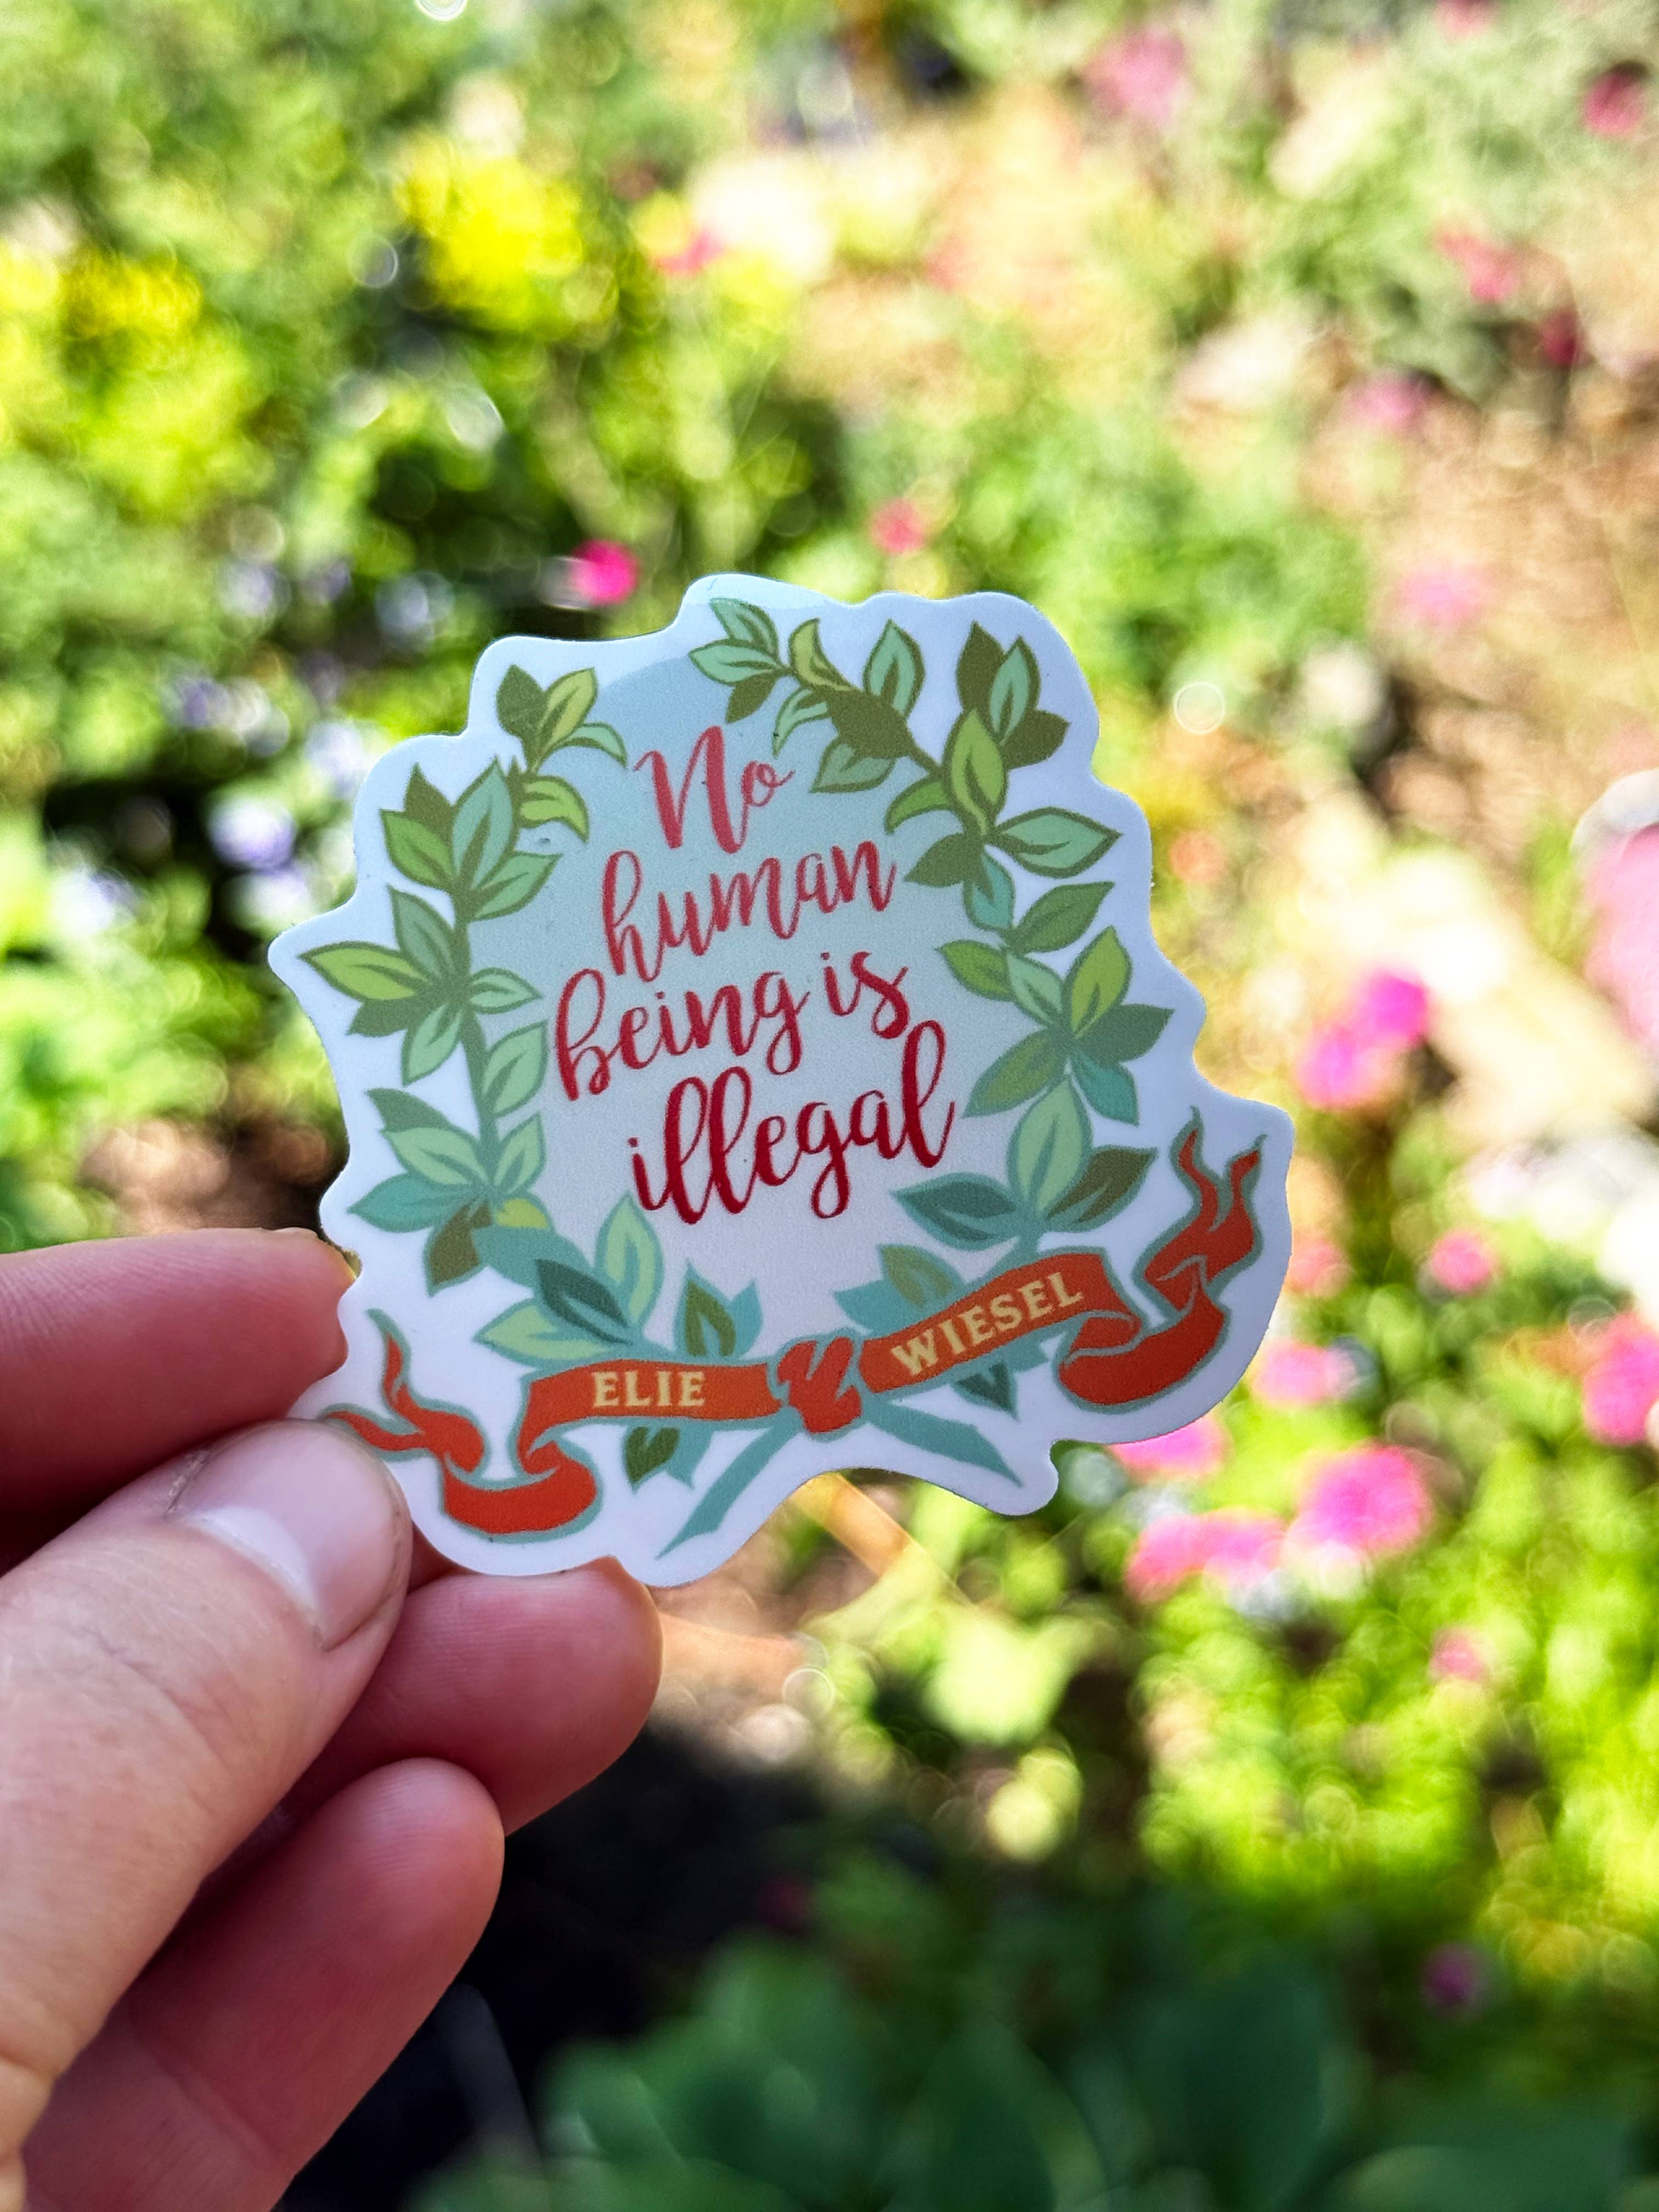 No
human
being is
illegal
ELIE WIESEL